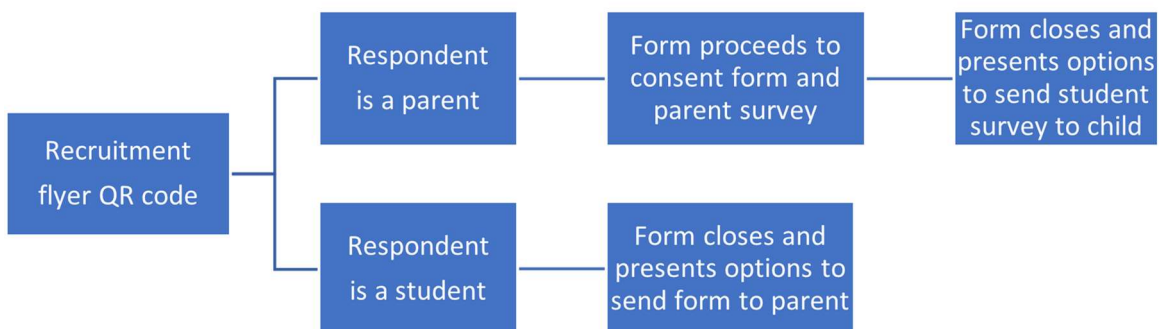 Recruitment
flyer QR code
Respondent
is a parent
Form proceeds to
consent form and
parent survey
Form closes and
presents options
to send student
survey to child
Respondent
is a student
Form closes and
presents options to
send form to parent